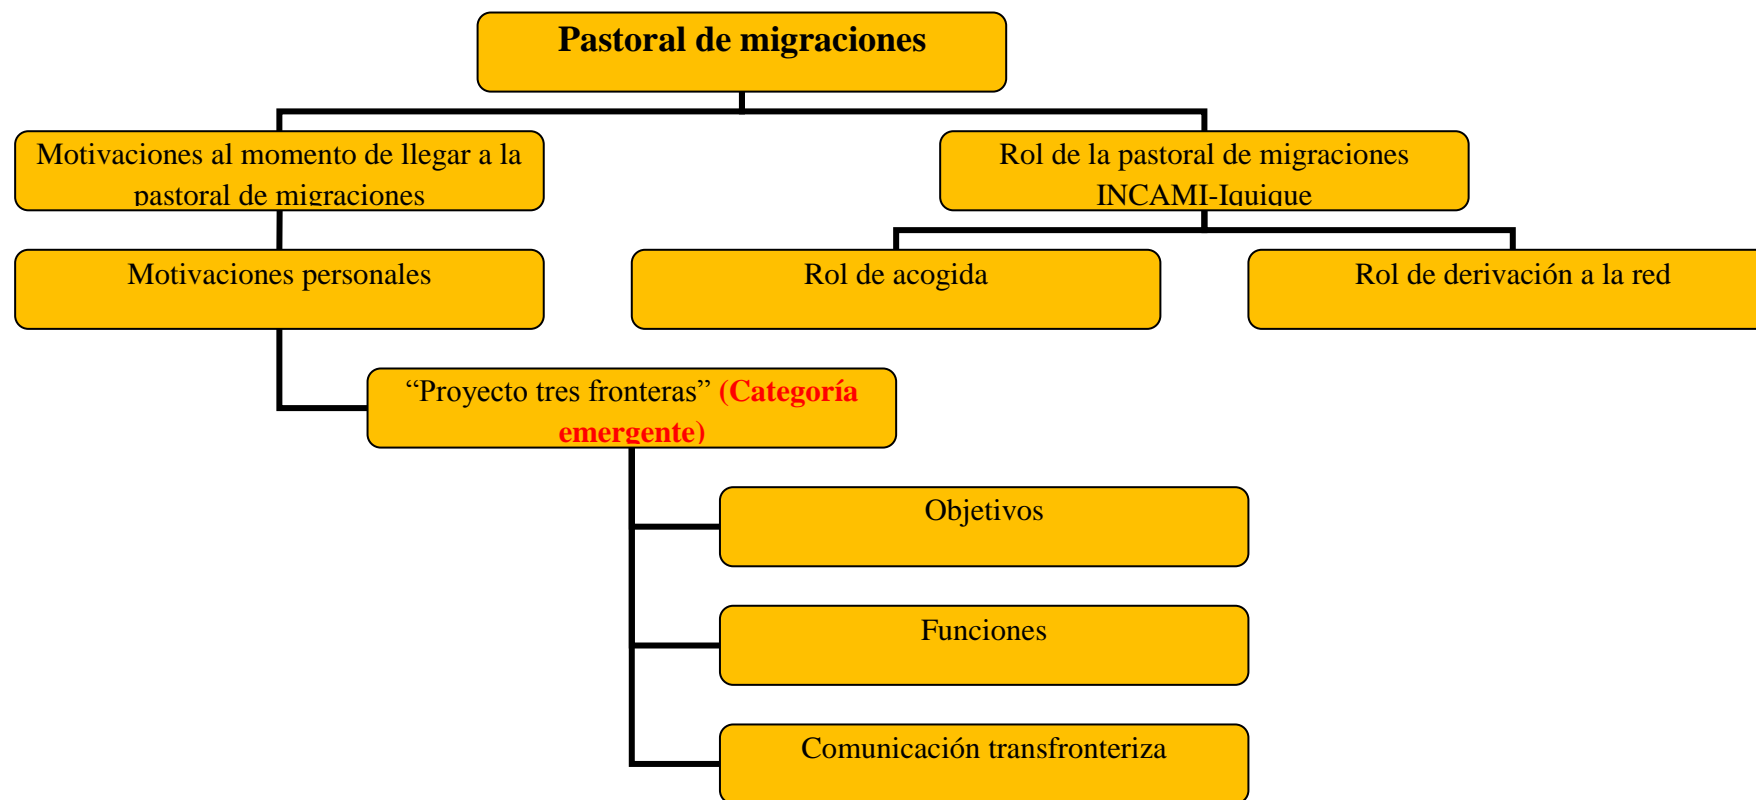 Pastoral de migraciones
Motivaciones al momento de llegar a la
pastoral de migraciones
Rol de la pastoral de migraciones
INCAMI-Iquique
Motivaciones personales
Rol de acogida
Rol de derivación a la red
“Proyecto tres fronteras” (Categoría
emergente)
Objetivos
Funciones
Comunicación transfronteriza